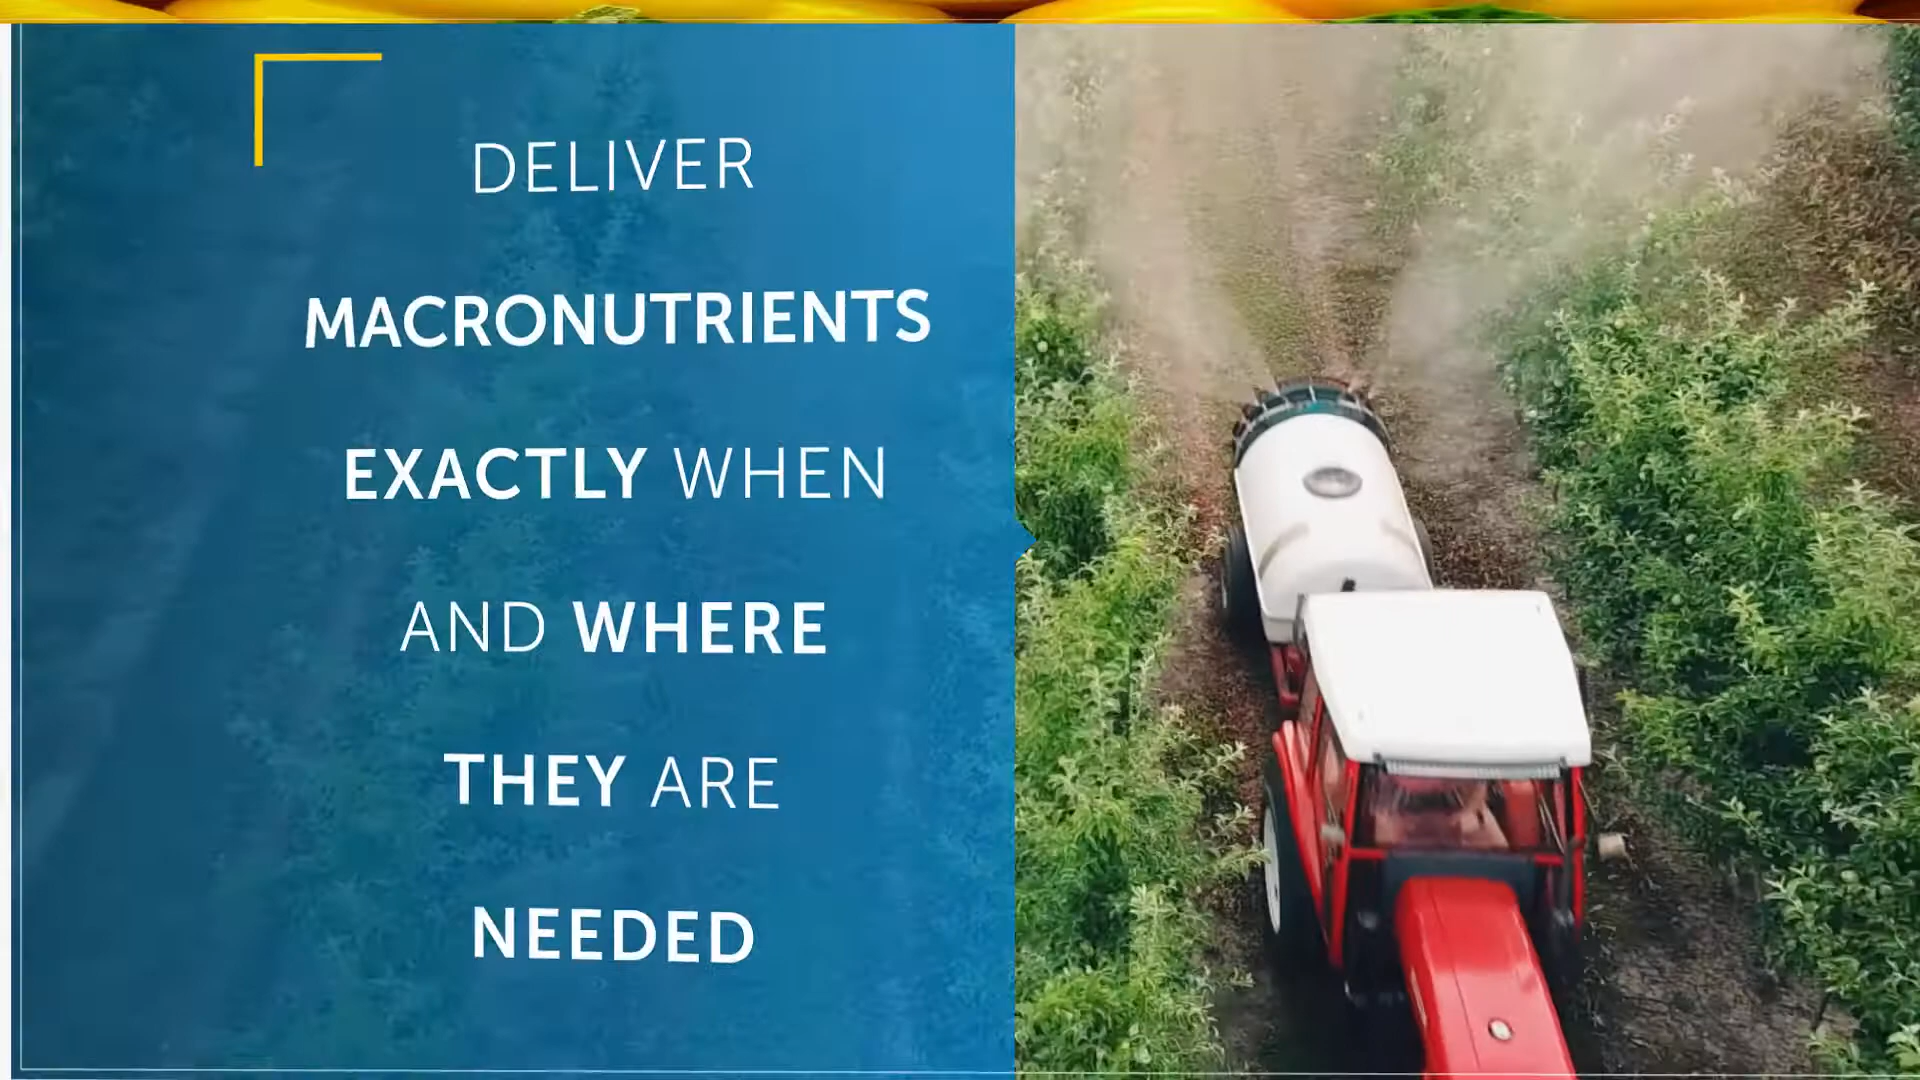 DELIVER
MACRONUTRIENTS
EXACTLY WHEN
AND WHERE
THEY ARE
NEEDED